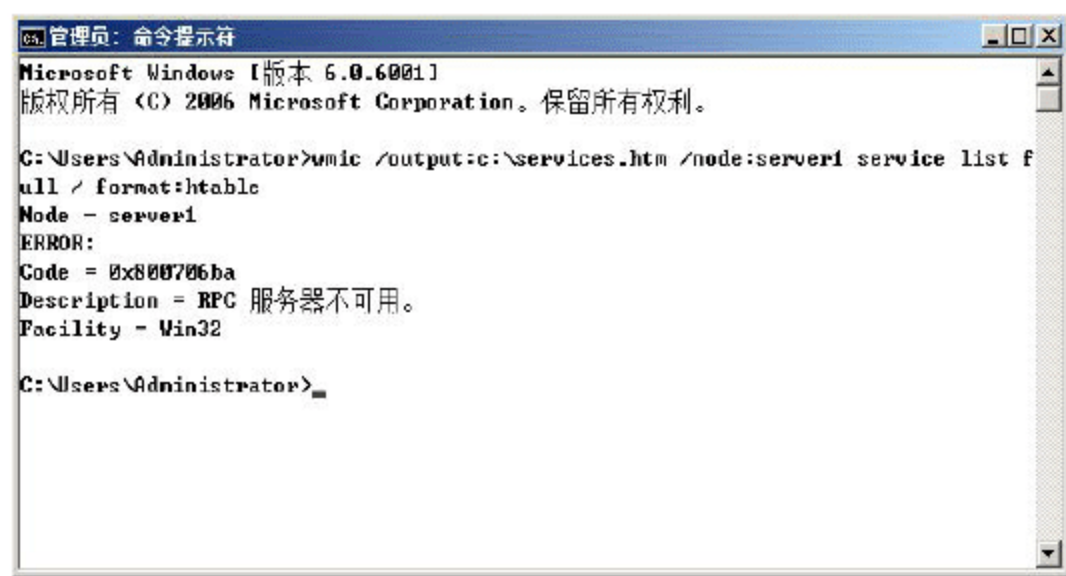 管理员: 命令提示符
Microsoft Windows [版本 6.0.6001]
版权所有 (C) 2006 Microsoft Corporation。保留所有权利。
C:\Users\Administrator>wmic /output:c:\services.htm /node:server1 service list f
ull / format:htable
Node - server1
ERROR:
Code = 0x800706ba
Description = RPC 服务器不可用。
Facility = Win32
C:\Users\Administrator>_